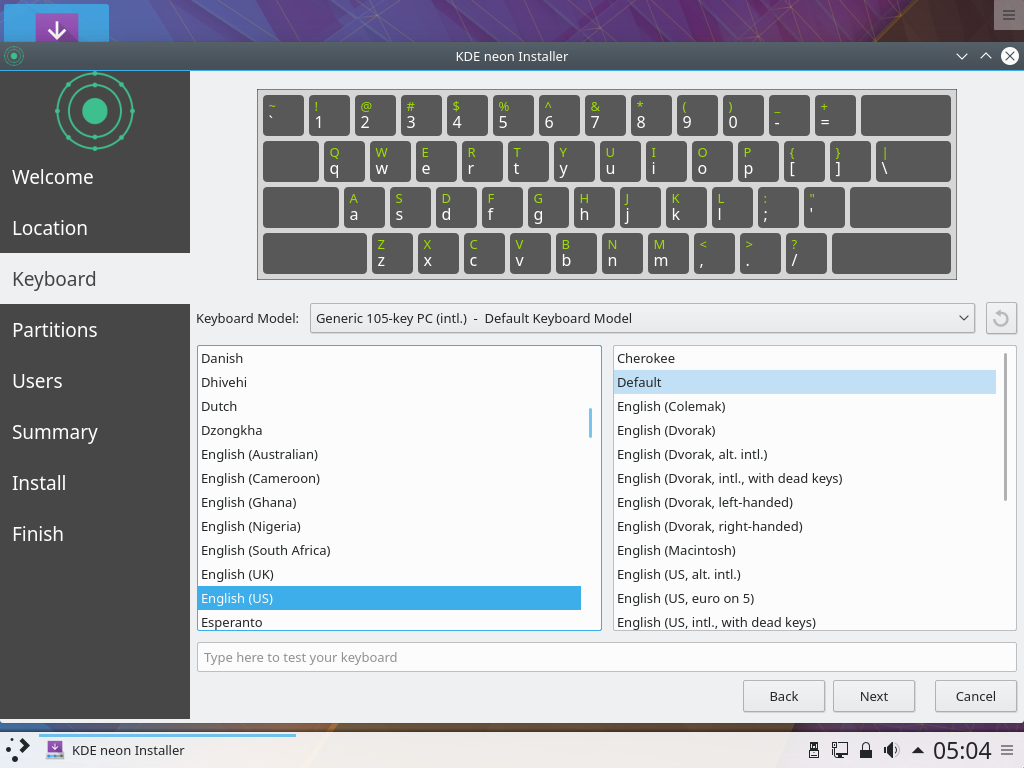 KDE neon Installer
Welcome
Location
Keyboard
Partitions
Users
Summary
Install
Finish
~ ! @ # $ % ^ & * ( ) _ +
` 1 2 3 4 5 6 7 8 9 0 - =
Q W E R T Y U I O P { } |
q w e r t y u i o p [ ] \
A S D F G H J K L : "
a s d f g h j k l ; '
Z X C V B N M < > ?
z x c v b n m , . /
Keyboard Model: Generic 105-key PC (intl.)  -  Default Keyboard Model
Danish
Dhivehi
Dutch
Dzongkha
English (Australian)
English (Cameroon)
English (Ghana)
English (Nigeria)
English (South Africa)
English (UK)
English (US)
Esperanto
Cherokee
Default
English (Colemak)
English (Dvorak)
English (Dvorak, alt. intl.)
English (Dvorak, intl., with dead keys)
English (Dvorak, left-handed)
English (Dvorak, right-handed)
English (Macintosh)
English (US, alt. intl.)
English (US, euro on 5)
English (US, intl., with dead keys)
Type here to test your keyboard
Back Next Cancel
KDE neon Installer 05:04